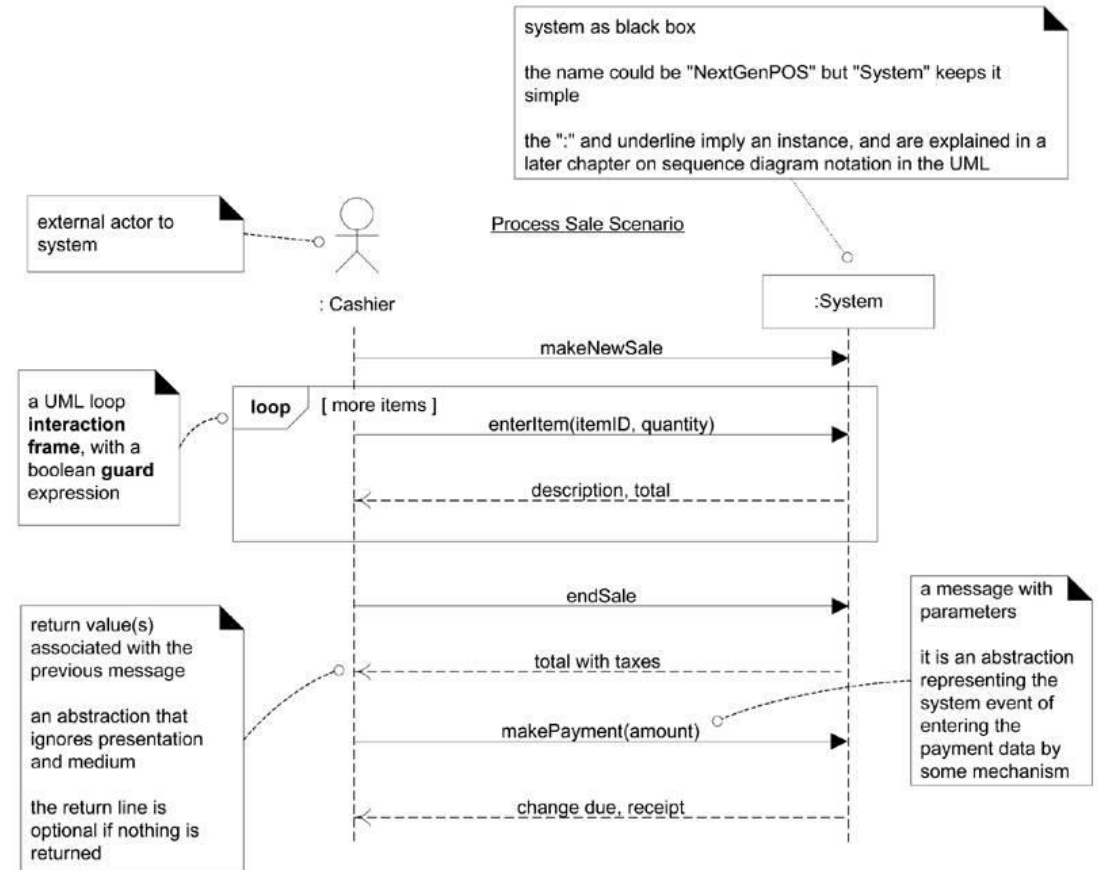 system as black box
the name could be "NextGenPOS" but "System" keeps it
simple
the ":" and underline imply an instance, and are explained in a
later chapter on sequence diagram notation in the UML
external actor to
system
Process Sale Scenario
: Cashier
:System
makeNewSale
a UML loop
interaction
frame, with a
boolean guard
expression
loop
[ more items ]
enterItem(itemID, quantity)
description, total
endSale
return value(s)
associated with the
previous message
an abstraction that
ignores presentation
and medium
the return line is
optional if nothing is
returned
total with taxes
a message with
parameters
it is an abstraction
representing the
system event of
entering the
payment data by
some mechanism
makePayment(amount)
change due, receipt